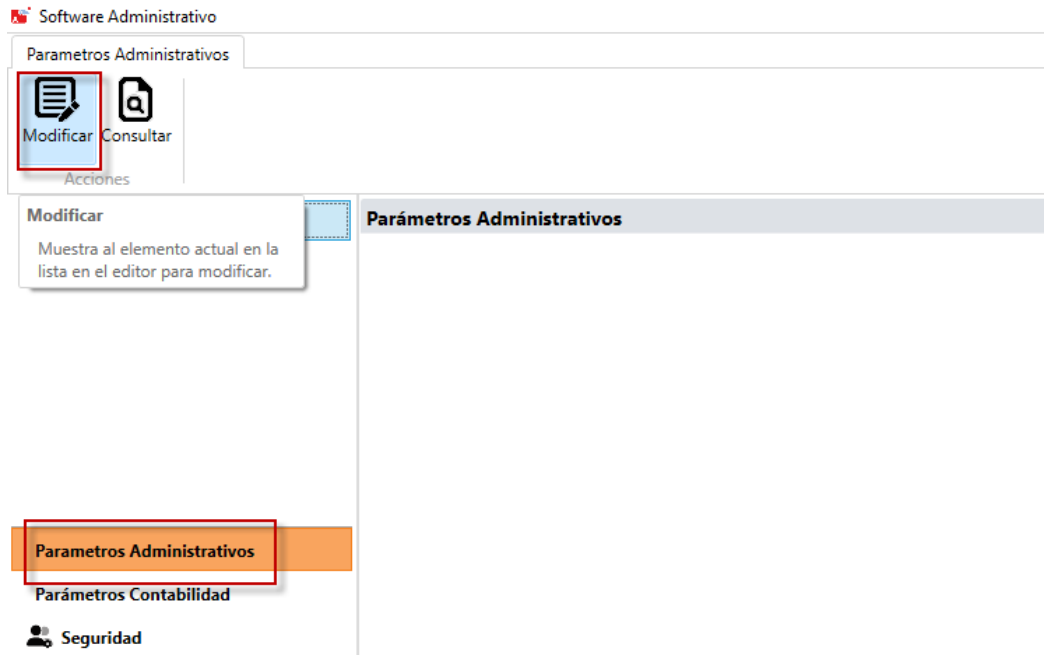 Software Administrativo
Parametros Administrativos
Modificar Consultar
Acciones
Modificar
Muestra al elemento actual en la
lista en el editor para modificar.
Parámetros Administrativos
Parametros Administrativos
Parámetros Contabilidad
Seguridad